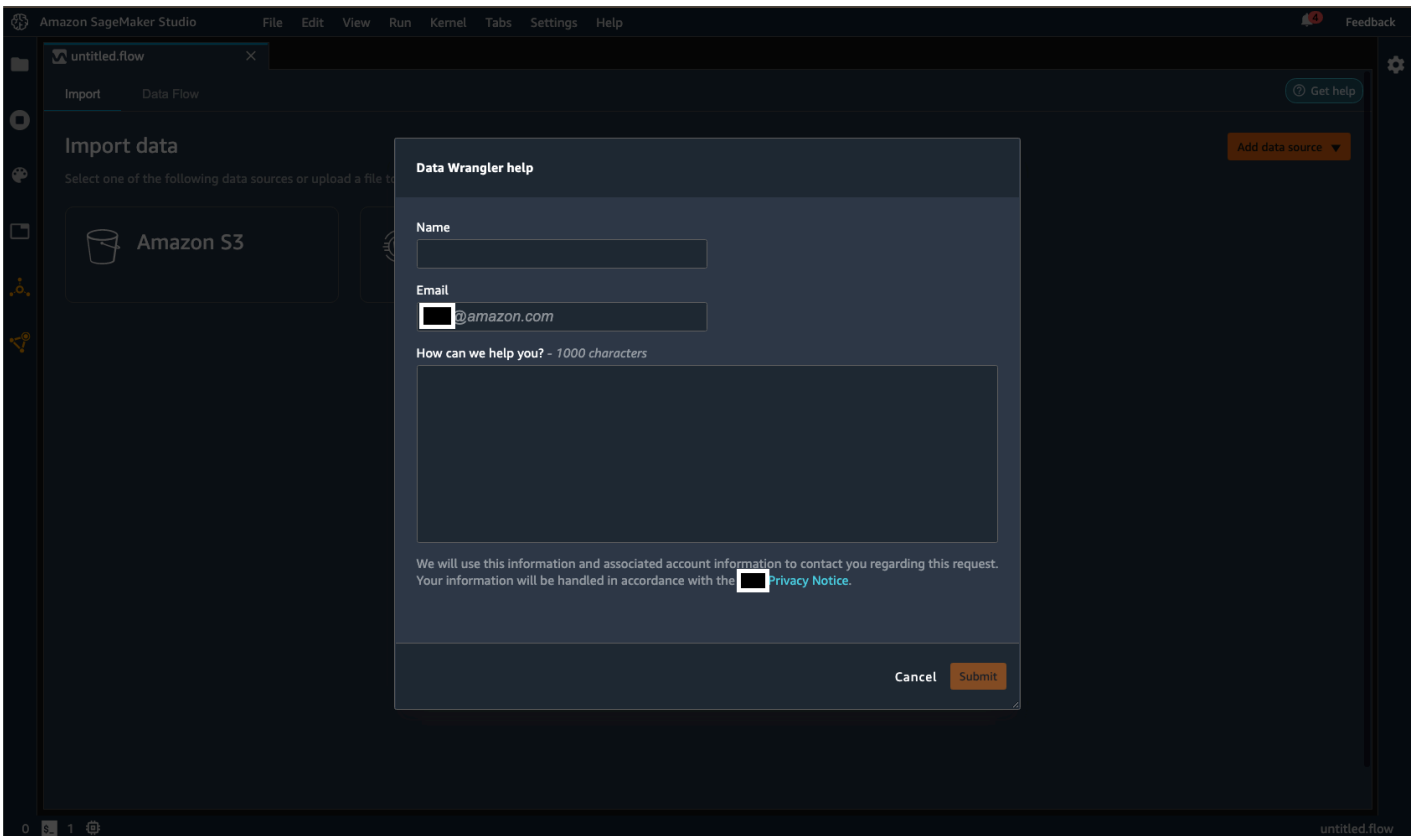 Amazon SageMaker Studio File Edit View Run Kernel Tabs Settings Help 4 Feedback
untitled.flow
Import Data Flow Get help
Import data
Add data source
Select one of the following data sources or upload a file to
Amazon S3
Data Wrangler help
Name
Email
@amazon.com
How can we help you? - 1000 characters
We will use this information and associated account information to contact you regarding this request.
Your information will be handled in accordance with the Privacy Notice.
Cancel Submit
0 $_ 1 untitled.flow